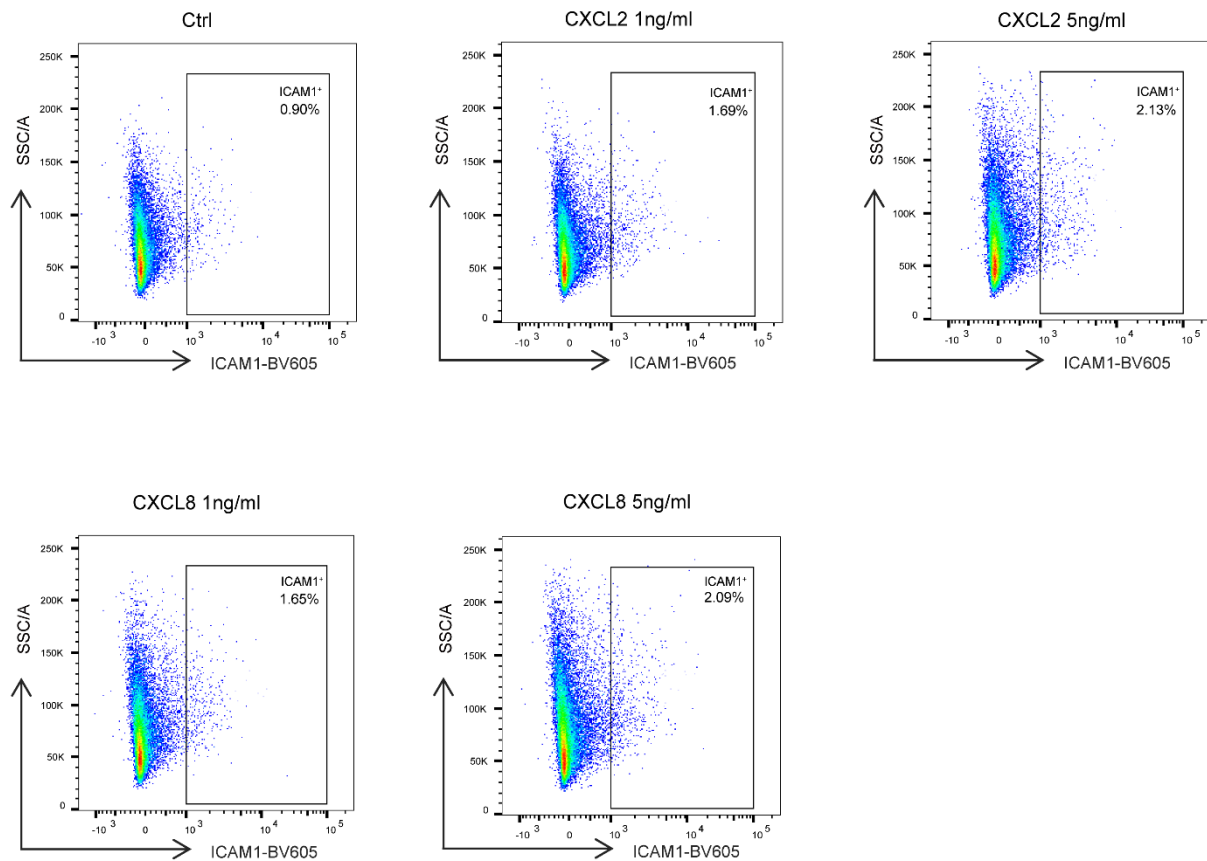 Ctrl
250K
200K
150K
100K
50K
0
SSC/A
ICAM1⁺
0.90%
-10 3
0
10 3
10 4
10 5
ICAM1-BV605
CXCL2 1ng/ml
250K
200K
150K
100K
50K
0
SSC/A
ICAM1⁺
1.69%
-10 3
0
10 3
10 4
10 5
ICAM1-BV605
CXCL2 5ng/ml
250K
200K
150K
100K
50K
0
SSC/A
ICAM1⁺
2.13%
-10 3
0
10 3
10 4
10 5
ICAM1-BV605
CXCL8 1ng/ml
250K
200K
150K
100K
50K
0
SSC/A
ICAM1⁺
1.65%
-10 3
0
10 3
10 4
10 5
ICAM1-BV605
CXCL8 5ng/ml
250K
200K
150K
100K
50K
0
SSC/A
ICAM1⁺
2.09%
-10 3
0
10 3
10 4
10 5
ICAM1-BV605